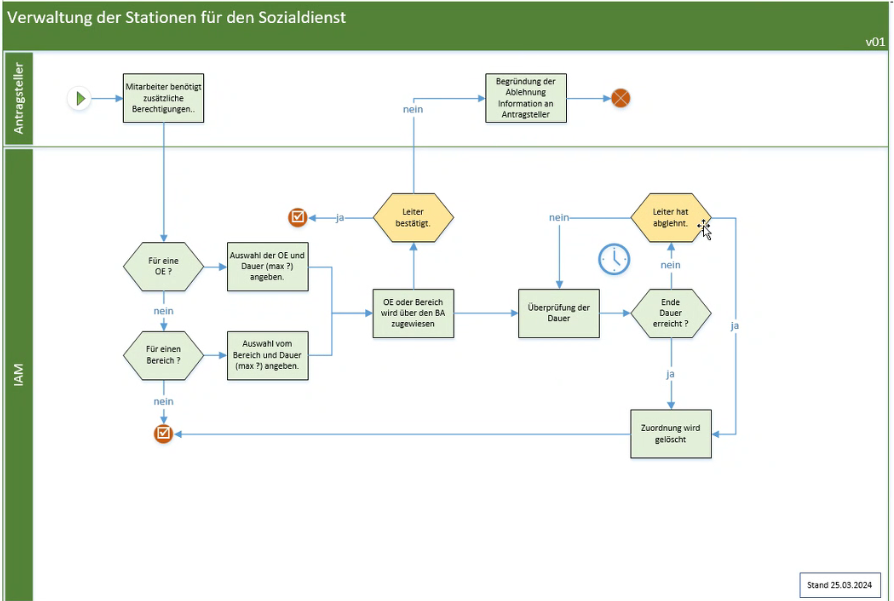 Verwaltung der Stationen für den Sozialdienst
v01
Antragsteller
Mitarbeiter benötigt
zusätzliche
Berechtigungen..
nein
Begründung der
Ablehnung
Information an
Antragsteller
IAM
ja
Leiter
bestätigt.
nein
Leiter hat
abglehnt.
Für eine
OE ?
Auswahl der OE und
Dauer (max ?)
angeben.
nein
nein
OE oder Bereich
wird über den BA
zugewiesen
Überprüfung der
Dauer
Ende
Dauer
erreicht ?
ja
Für einen
Bereich ?
Auswahl vom
Bereich und Dauer
(max ?) angeben.
ja
nein
Zuordnung wird
gelöscht
Stand 25.03.2024